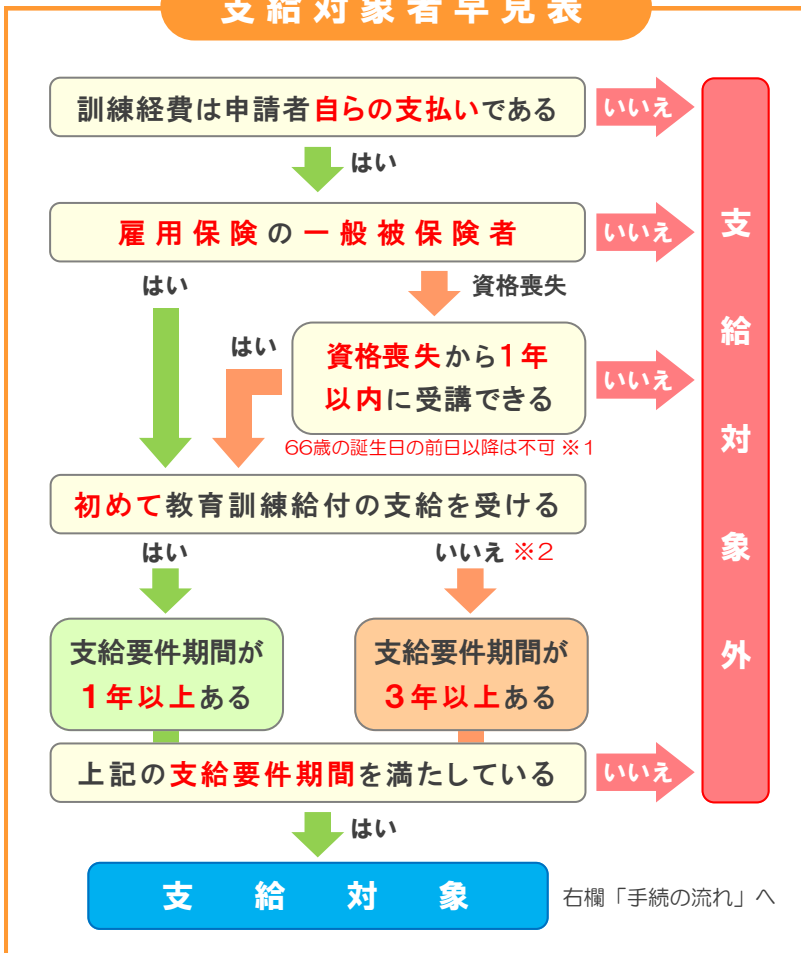 支給対象者早見表
訓練経費は申請者自らの支払いである
いいえ
はい
雇用保険の一般被保険者
いいえ
はい
資格喪失
はい
資格喪失から1年
以内に受講できる
いいえ
66歳の誕生日の前日以降は不可 ※1
初めて教育訓練給付の支給を受ける
はい
いいえ ※2
支給要件期間が
1年以上ある
支給要件期間が
3年以上ある
上記の支給要件期間を満たしている
いいえ
はい
支給対象
右欄「手続の流れ」へ
支給対象外